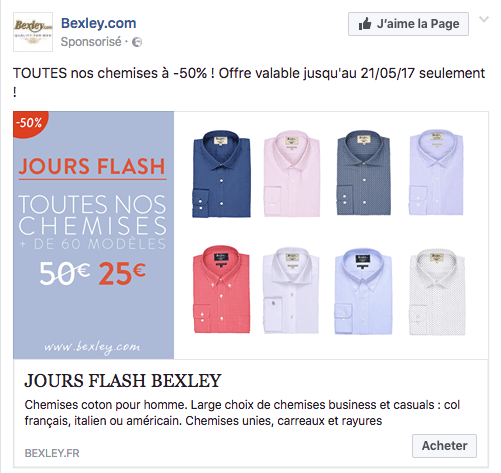 Bexley.com
QUALITY FOR MEN
Bexley.com
Sponsorisé ·
J'aime la Page
TOUTES nos chemises à -50% ! Offre valable jusqu'au 21/05/17 seulement
!
-50%
JOURS FLASH
TOUTES NOS
CHEMISES
+ DE 60 MODÈLES
50€ 25€
www.bexley.com
JOURS FLASH BEXLEY
Chemises coton pour homme. Large choix de chemises business et casuals : col
français, italien ou américain. Chemises unies, carreaux et rayures
BEXLEY.FR
Acheter